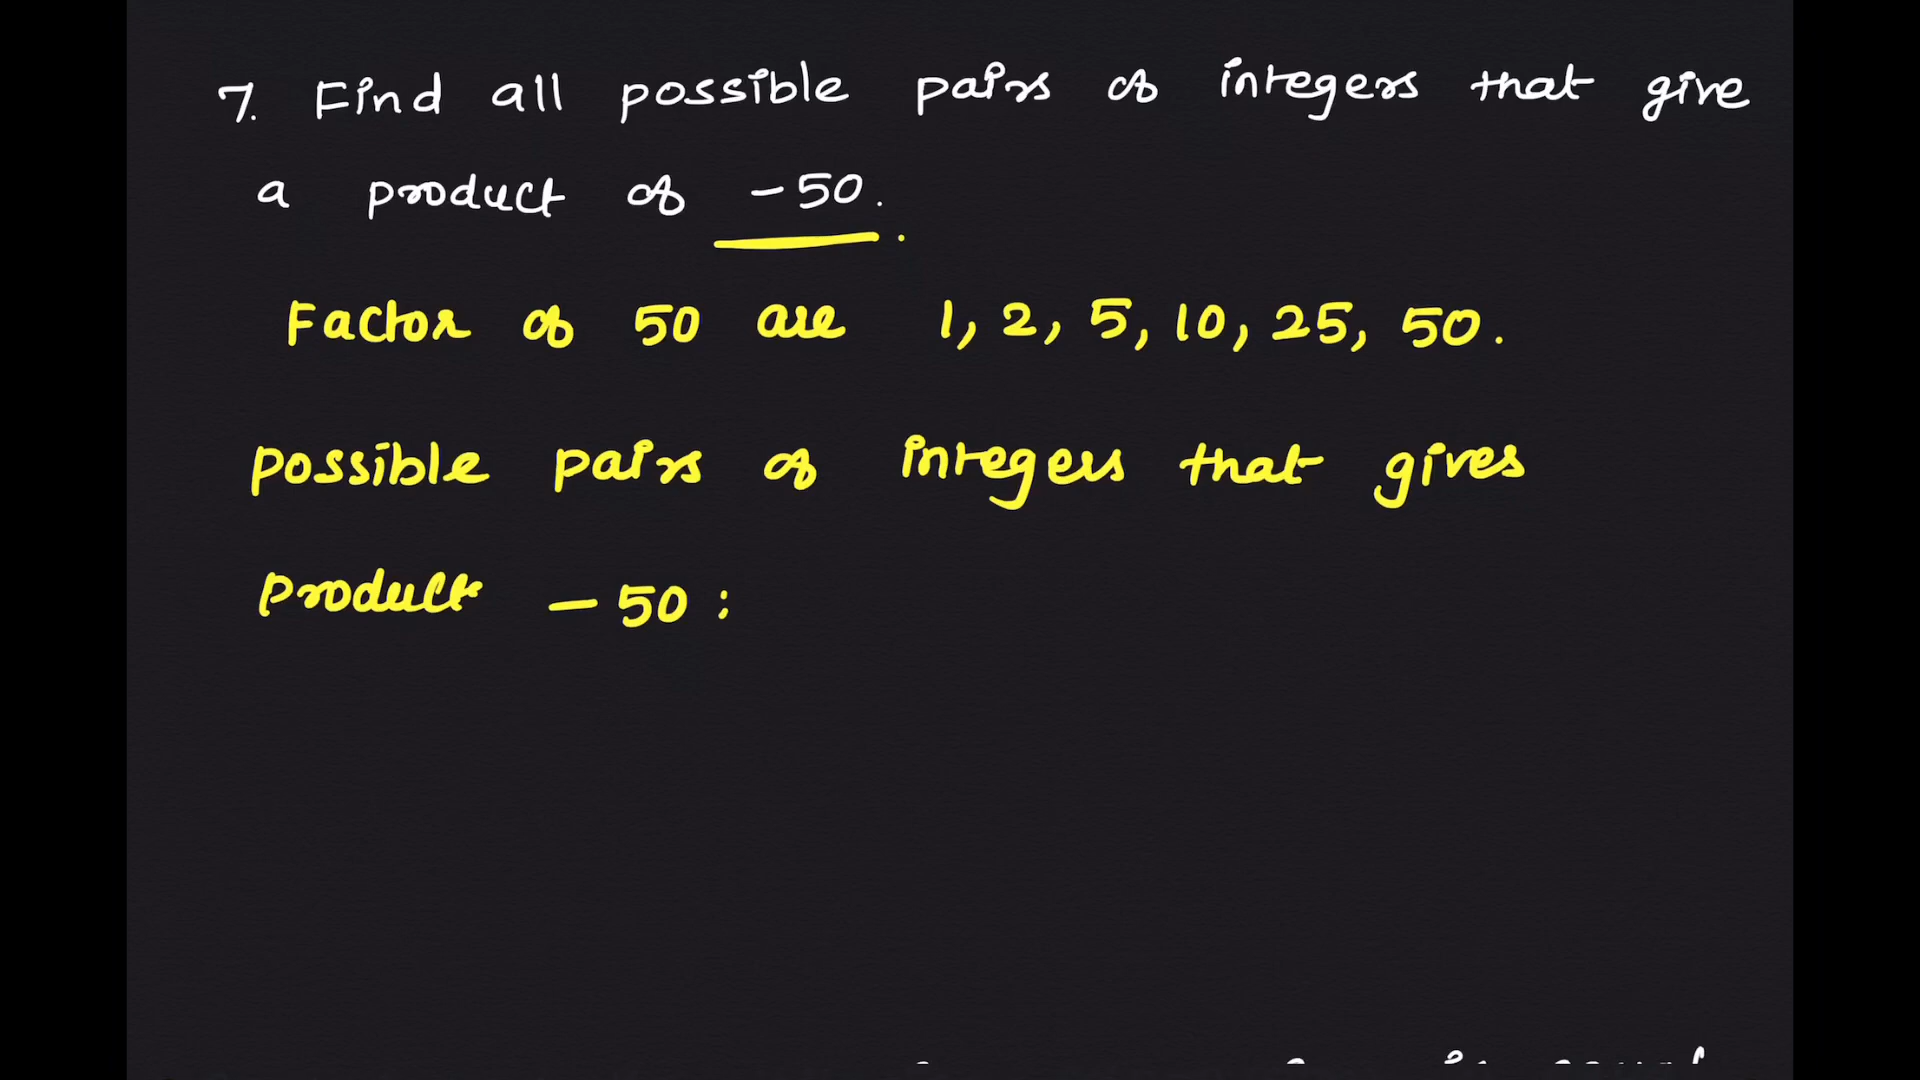 7. Find all possible pairs of integers that give
a product of -50.
Factor of 50 are 1, 2, 5, 10, 25, 50.
possible pairs of integers that gives
product -50 :